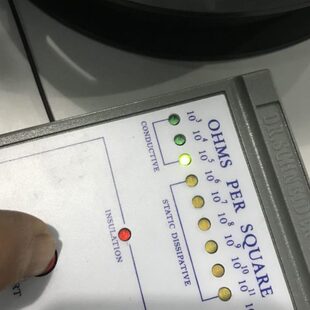 OHMS PER SQUARE
10³ 10⁴ 10⁵ 10⁶ 10⁷ 10⁸ 10⁹ 10¹⁰ 10¹¹
CONDUCTIVE
STATIC DISSIPATIVE
INSULATION